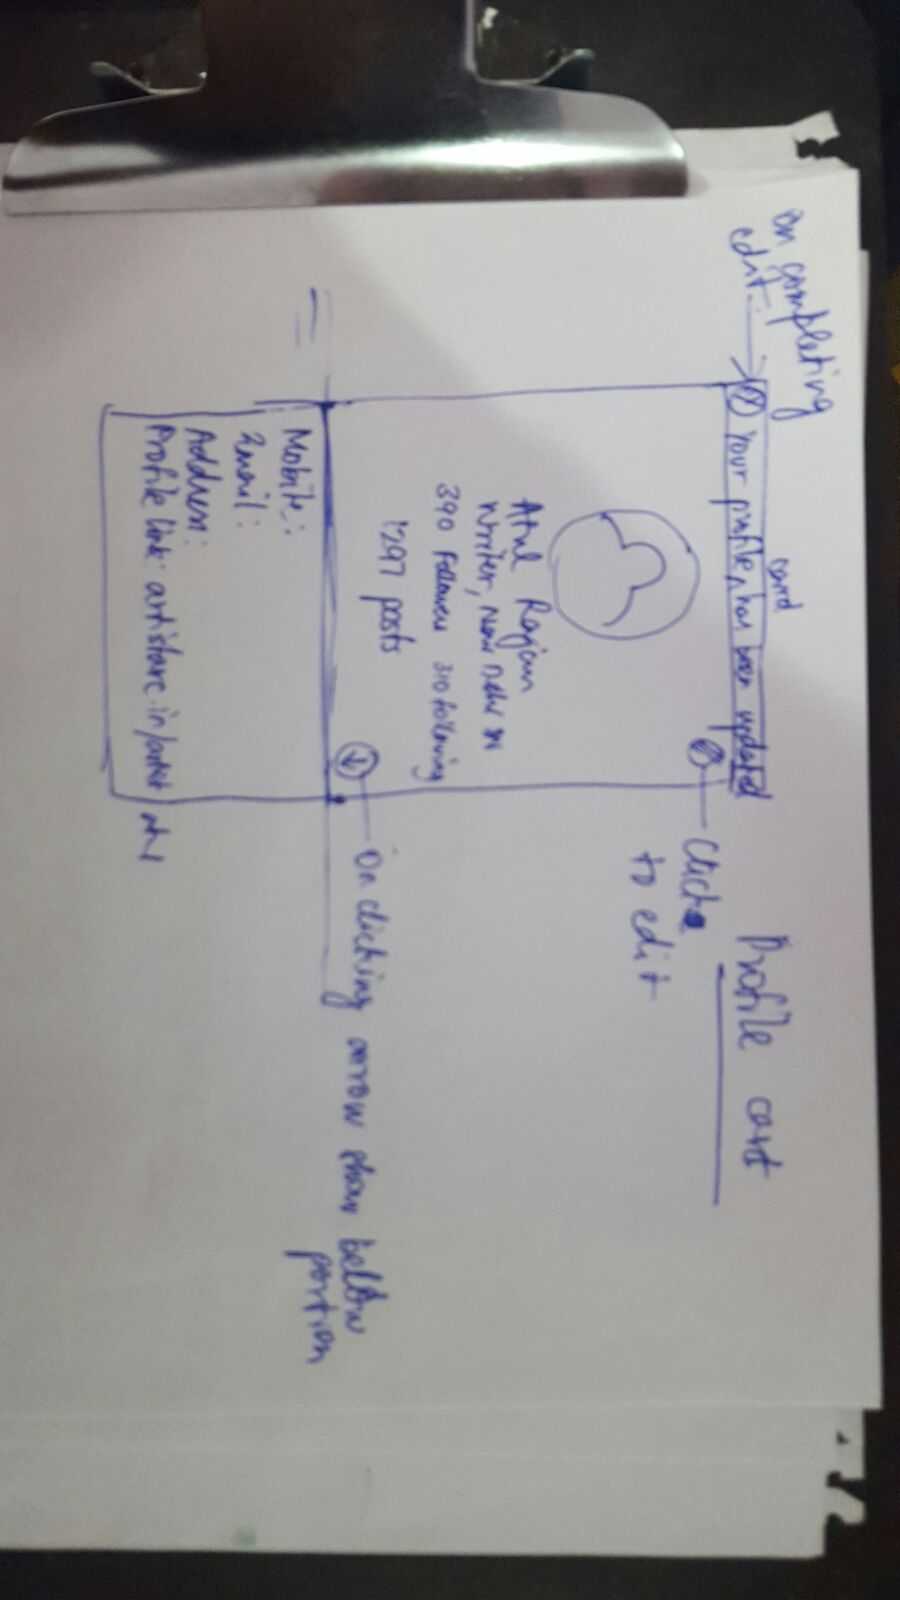 Profile card
on completing
edit:
card
Your profile has been updated
Click
to edit
Atul Rajan
Writer, New Delhi
390 Followers 310 following
1297 posts
On clicking arrow show below
portion
Mobile:
Email:
Address:
Profile link: artistshare.in/artist/atul